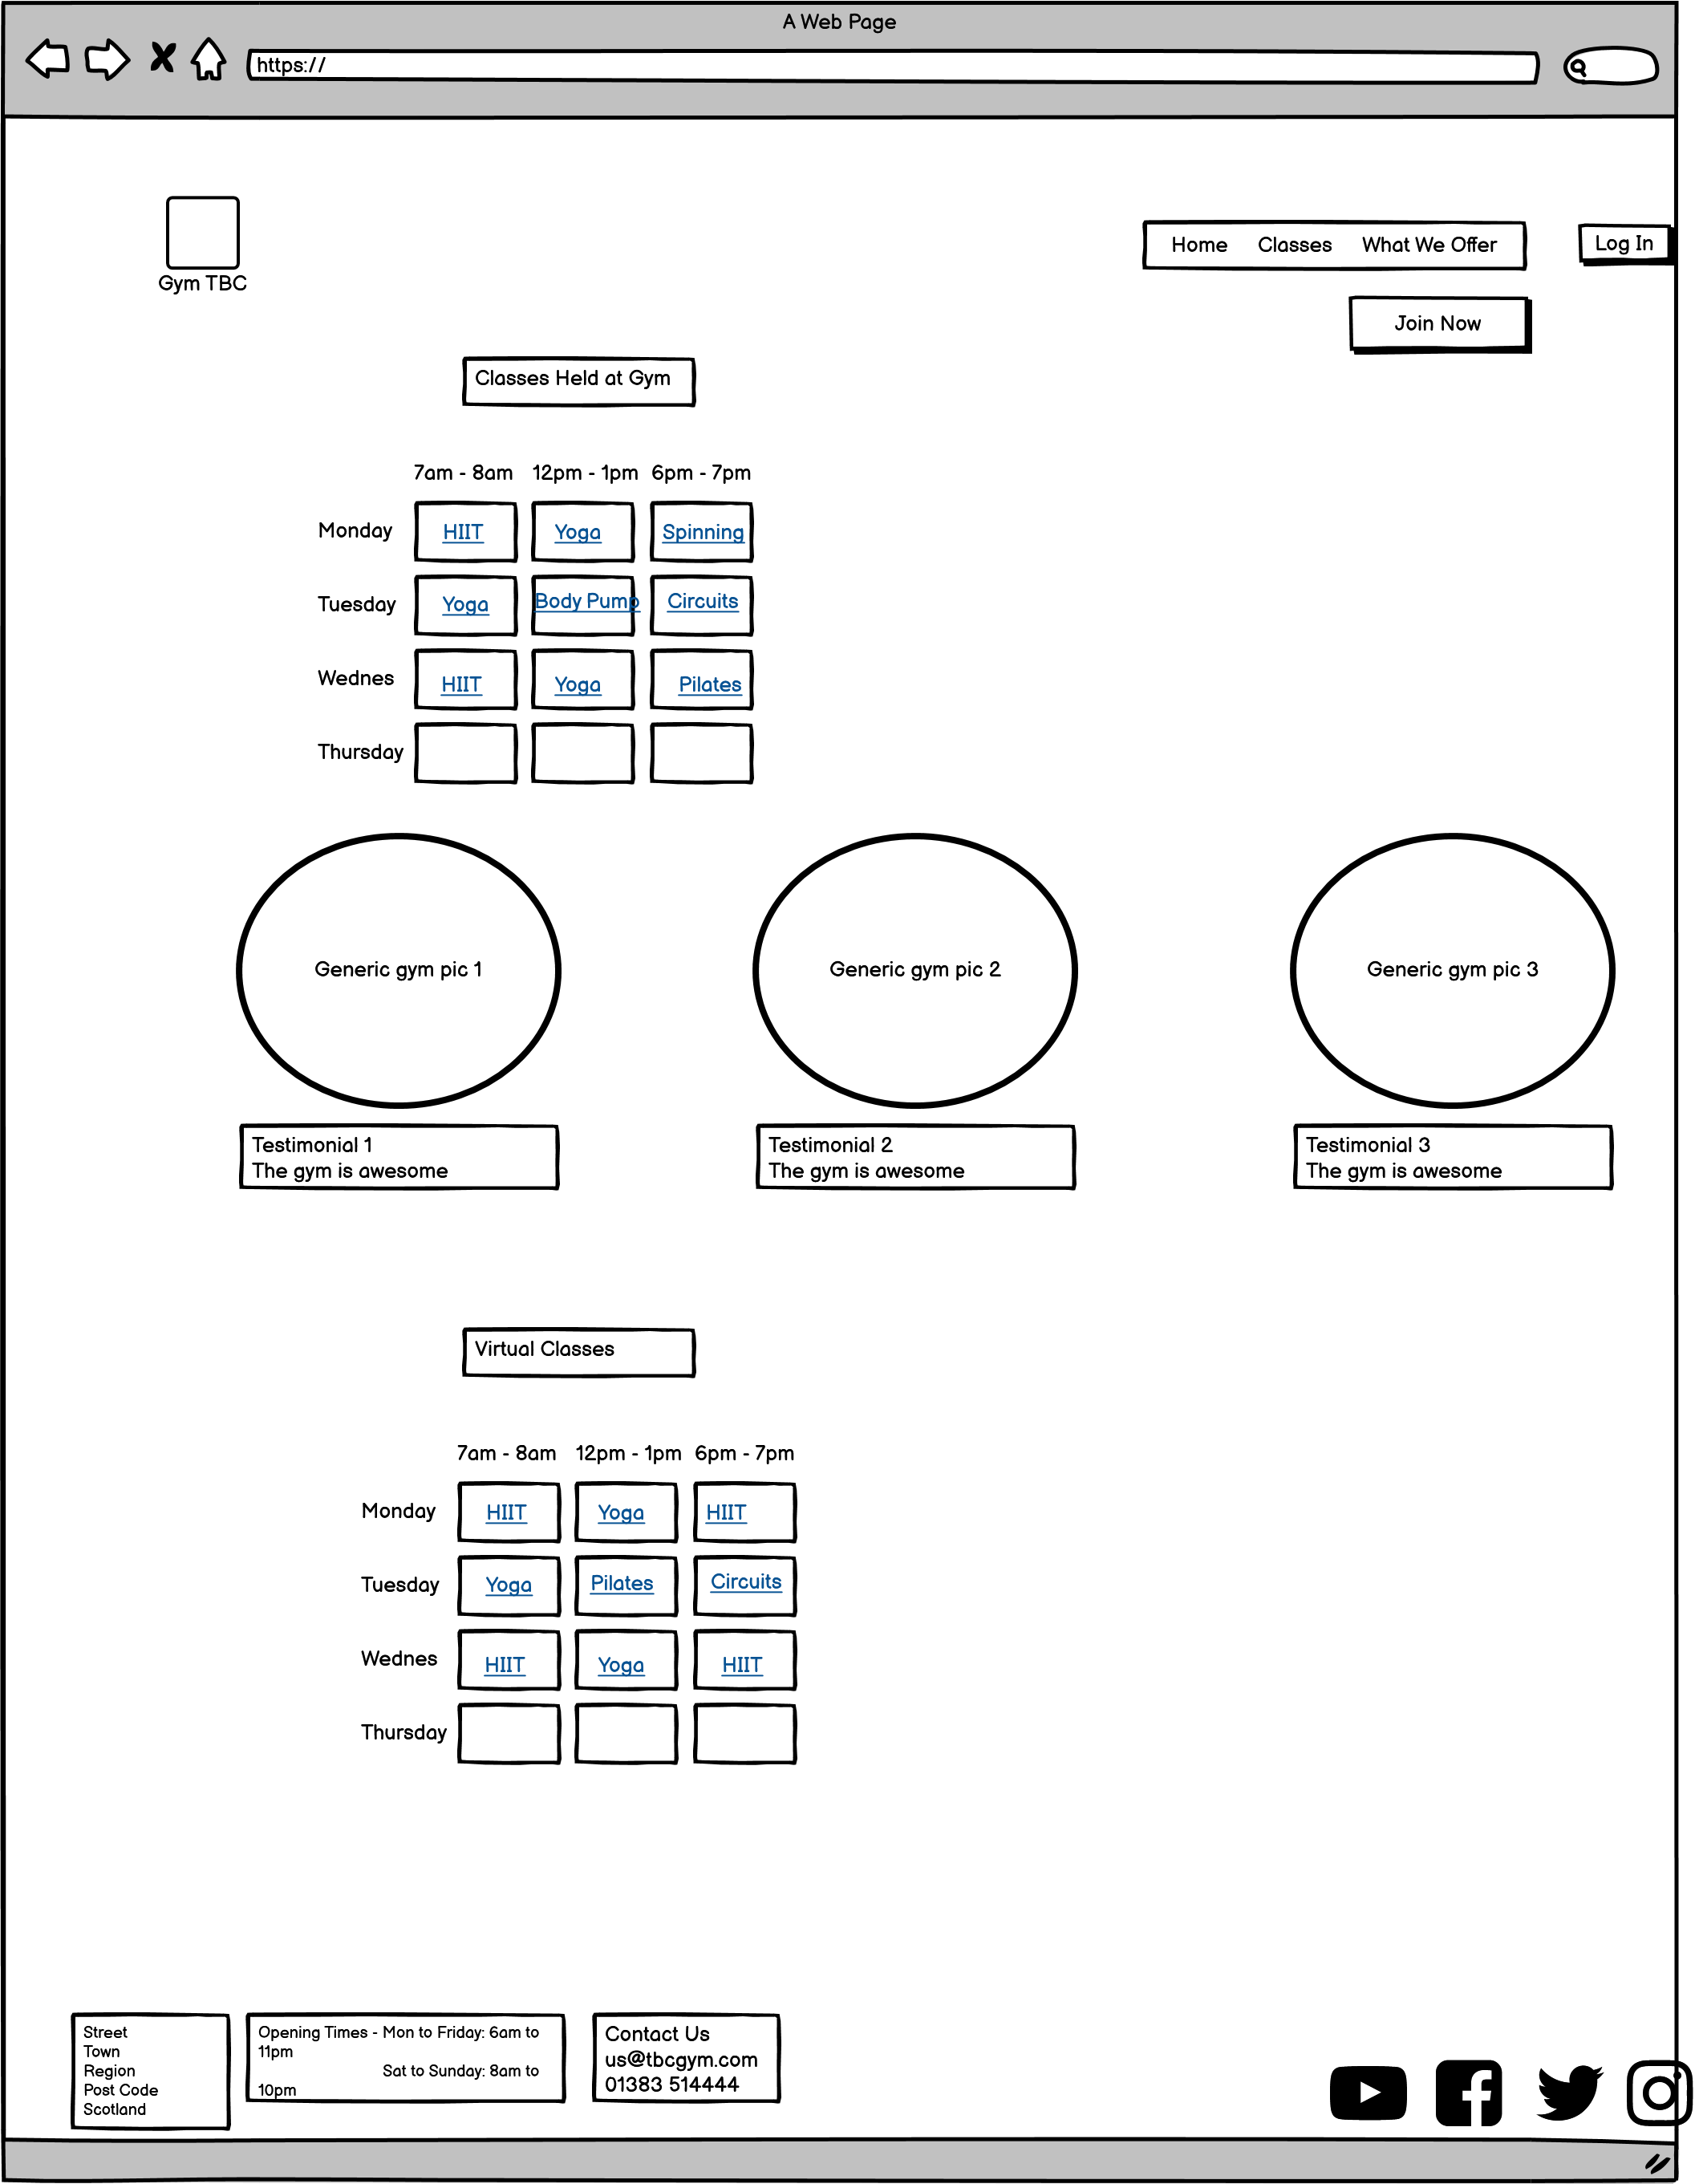 A Web Page
https://
Gym TBC
Home Classes What We Offer
Log In
Join Now
Classes Held at Gym
7am - 8am 12pm - 1pm 6pm - 7pm
Monday HIIT Yoga Spinning
Tuesday Yoga Body Pump Circuits
Wednes HIIT Yoga Pilates
Thursday
Generic gym pic 1 Generic gym pic 2 Generic gym pic 3
Testimonial 1
The gym is awesome
Testimonial 2
The gym is awesome
Testimonial 3
The gym is awesome
Virtual Classes
7am - 8am 12pm - 1pm 6pm - 7pm
Monday HIIT Yoga HIIT
Tuesday Yoga Pilates Circuits
Wednes HIIT Yoga HIIT
Thursday
Street
Town
Region
Post Code
Scotland
Opening Times - Mon to Friday: 6am to
11pm
Sat to Sunday: 8am to
10pm
Contact Us
us@tbcgym.com
01383 514444